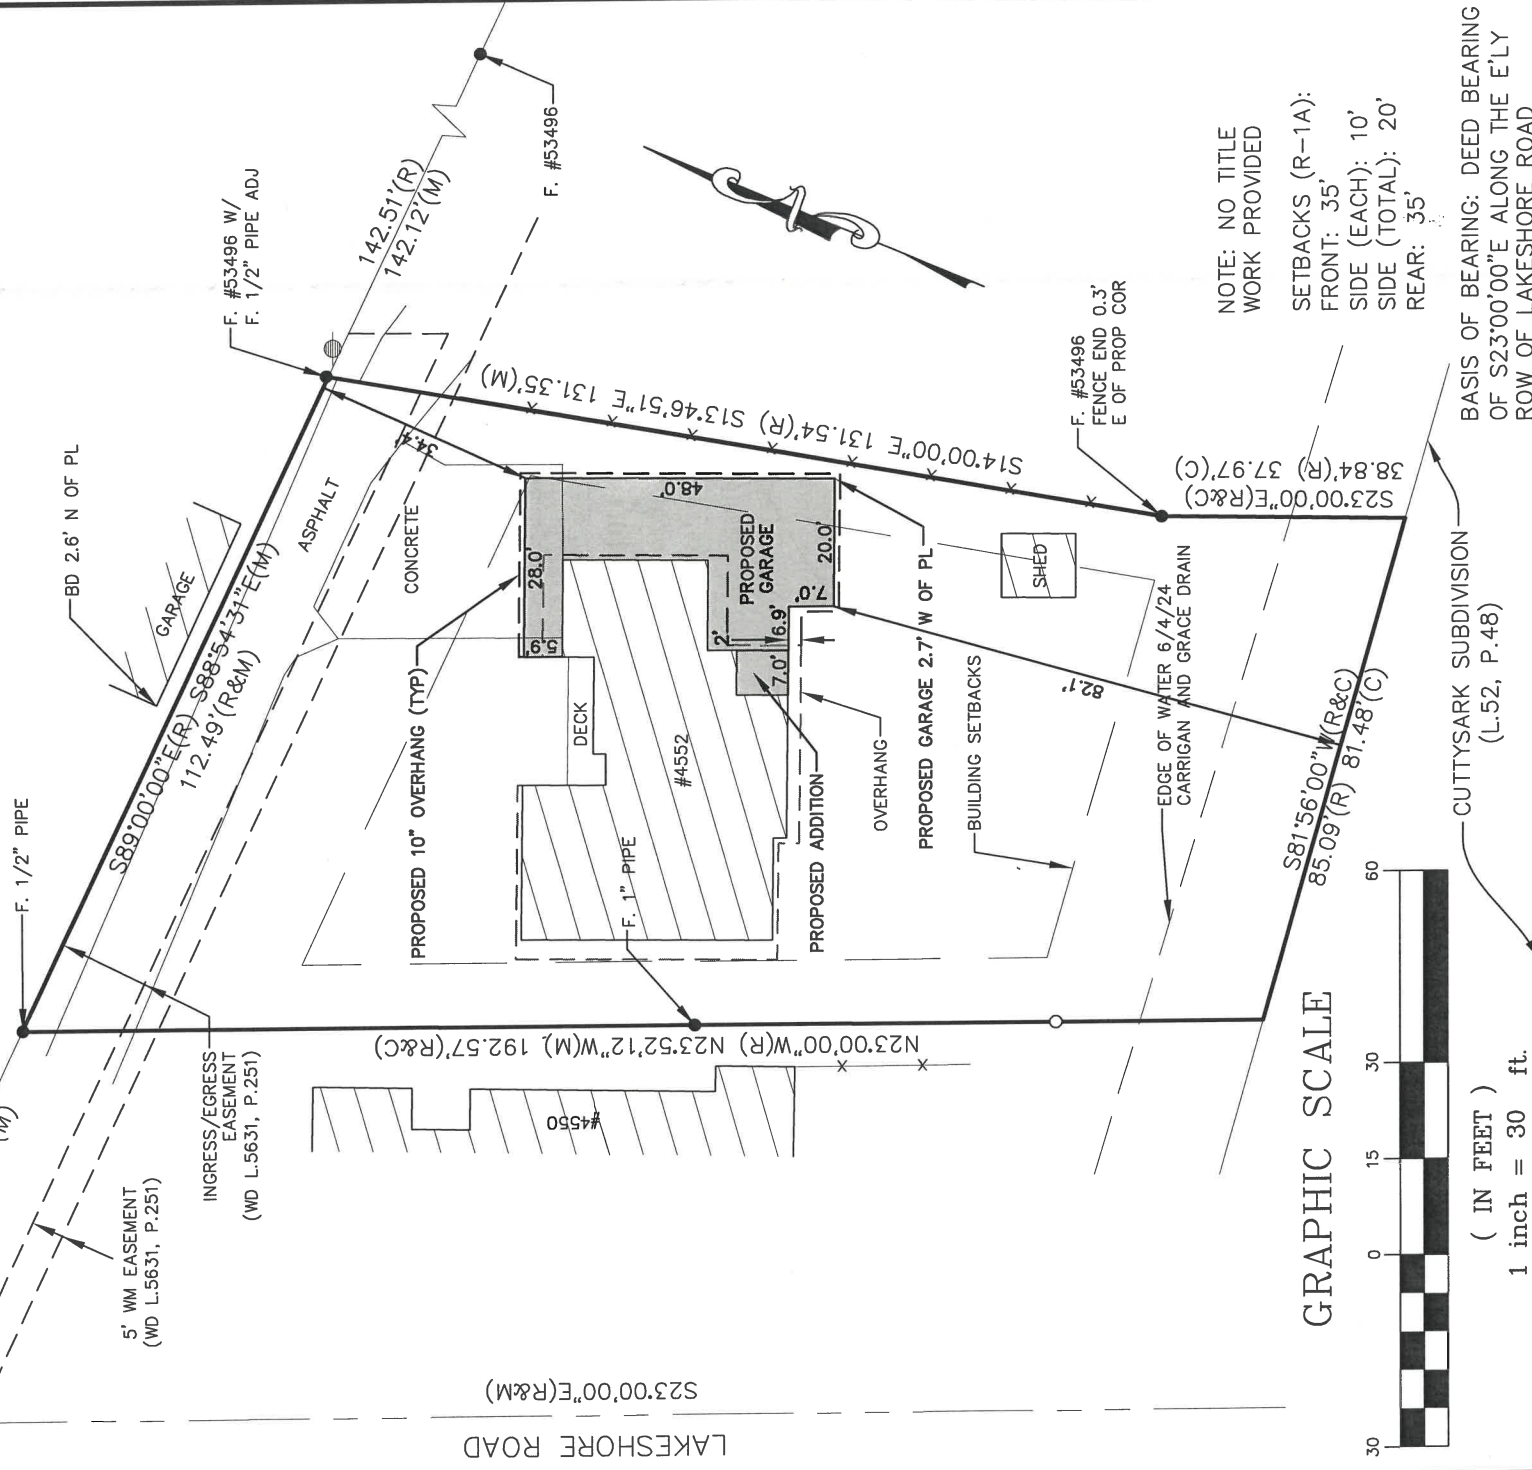 142.51'(R)
142.12'(M)
F. #53496
F. #53496 W/
F. 1/2" PIPE ADJ
BD 2.6' N OF PL
GARAGE
ASPHALT
CONCRETE
S89°00'00"E(R) S88°54'31"E(M)
112.49'(R&M)
F. 1/2" PIPE
34.4'
S14°00'00"E 131.54'(R) S13°46'51"E 131.35'(M)
PROPOSED 10" OVERHANG (TYP)
28.0'
5.9'
48.0'
PROPOSED
GARAGE
20.0'
7.0'
6.9'
2'
7.0'
DECK
#4552
OVERHANG
PROPOSED ADDITION
PROPOSED GARAGE 2.7' W OF PL
BUILDING SETBACKS
SHED
82.1'
F. #53496
FENCE END 0.3'
E OF PROP COR
S23°00'00"E(R&C)
38.84'(R) 37.97'(C)
EDGE OF WATER 6/4/24
CARRIGAN AND GRACE DRAIN
S81°56'00"W(R&C)
85.09'(R) 81.48'(C)
CUTTYSARK SUBDIVISION
(L.52, P.48)
F. 1" PIPE
N23°00'00"W(R) N23°52'12"W(M) 192.57'(R&C)
#4550
INGRESS/EGRESS
EASEMENT
(WD L.5631, P.251)
5' WM EASEMENT
(WD L.5631, P.251)
(M)
S23°00'00"E(R&M)
LAKESHORE ROAD
NOTE: NO TITLE
WORK PROVIDED
SETBACKS (R-1A):
FRONT: 35'
SIDE (EACH): 10'
SIDE (TOTAL): 20'
REAR: 35'
BASIS OF BEARING: DEED BEARING
OF S23°00'00"E ALONG THE E'LY
ROW OF LAKESHORE ROAD
GRAPHIC SCALE
30 0 15 30 60
( IN FEET )
1 inch = 30 ft.